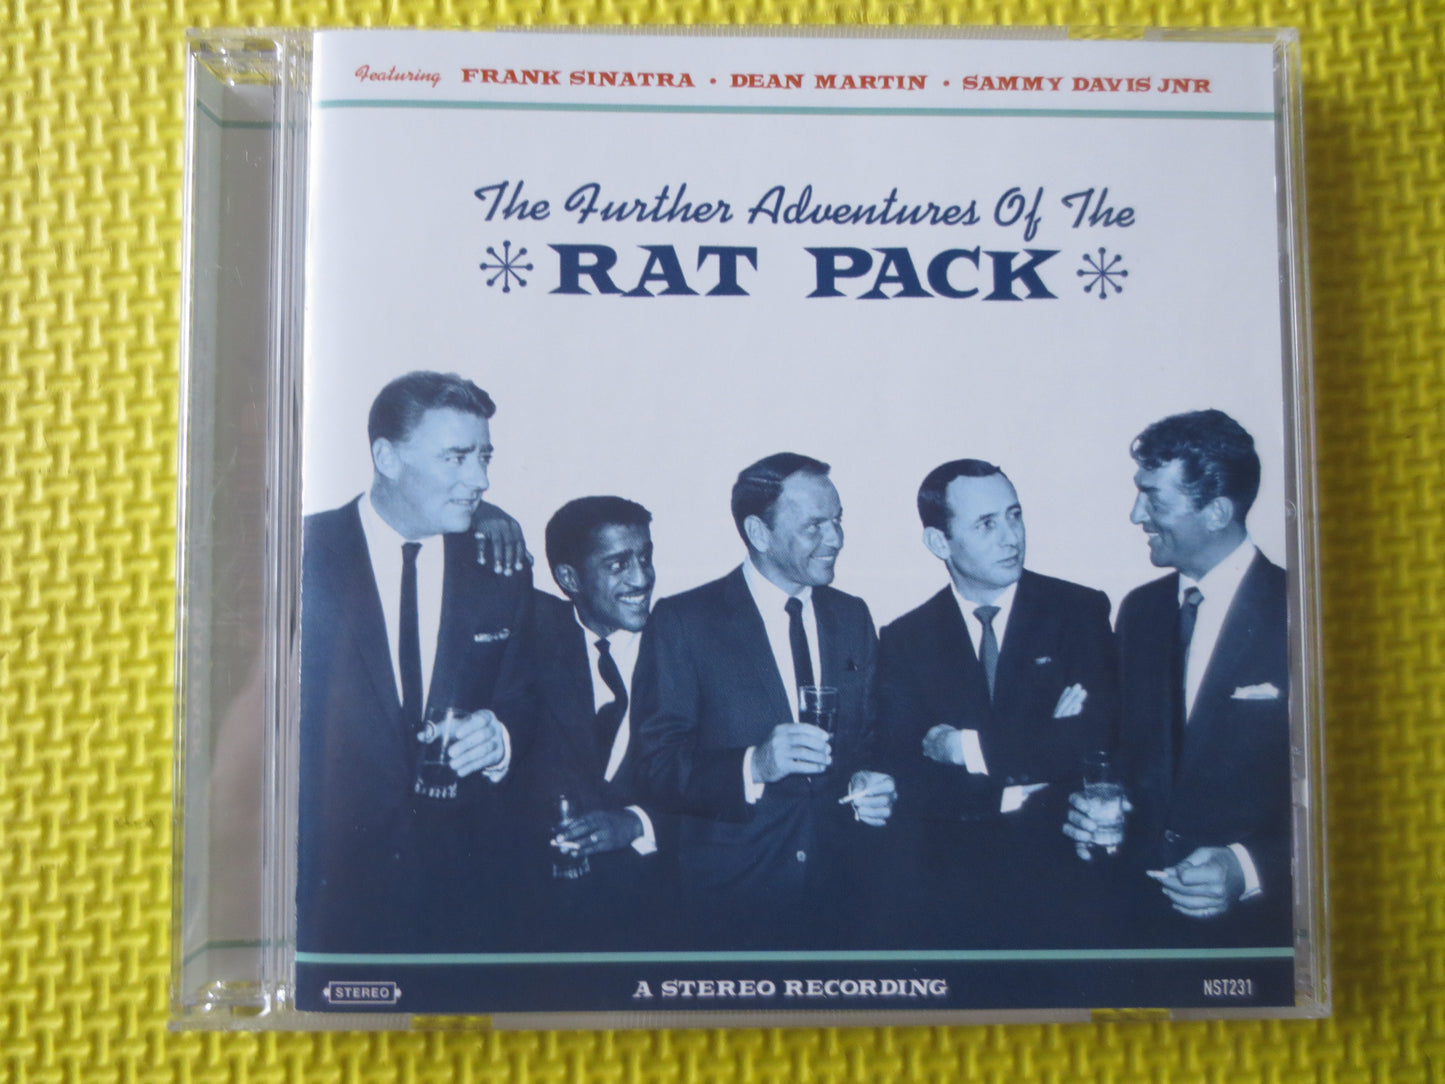 Featuring FRANK SINATRA • DEAN MARTIN • SAMMY DAVIS JNR
The Further Adventures Of The
RAT PACK
STEREO
A STEREO RECORDING
NST231